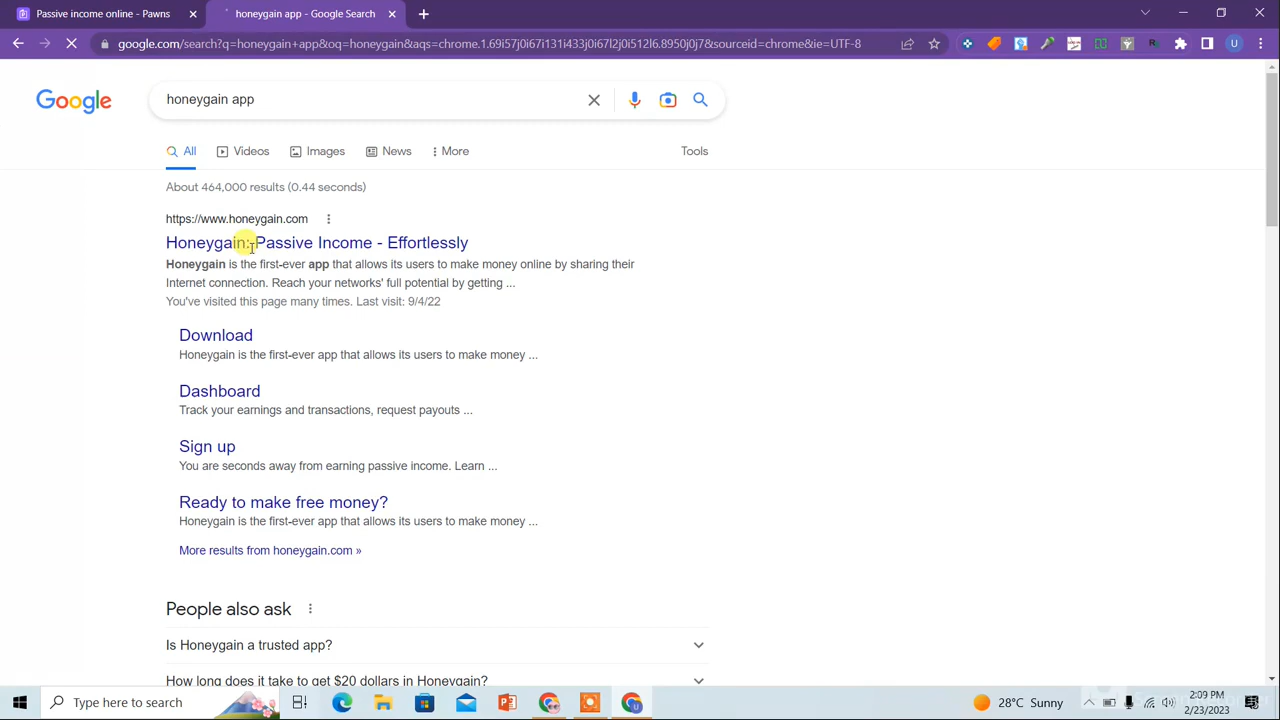 Passive income online - Pawns
honeygain app - Google Search
google.com/search?q=honeygain+app&oq=honeygain&aqs=chrome.1.69i57j0i67i131i433j0i67l2j0i512l6.8950j0j7&sourceid=chrome&ie=UTF-8
U
Google
honeygain app
All
Videos
Images
News
More
Tools
About 464,000 results (0.44 seconds)
https://www.honeygain.com
Honeygain: Passive Income - Effortlessly
Honeygain is the first-ever app that allows its users to make money online by sharing their
Internet connection. Reach your networks' full potential by getting ...
You've visited this page many times. Last visit: 9/4/22
Download
Honeygain is the first-ever app that allows its users to make money ...
Dashboard
Track your earnings and transactions, request payouts ...
Sign up
You are seconds away from earning passive income. Learn ...
Ready to make free money?
Honeygain is the first-ever app that allows its users to make money ...
More results from honeygain.com »
People also ask
Is Honeygain a trusted app?
How long does it take to get $20 dollars in Honeygain?
Type here to search
28°C Sunny
2:09 PM
2/23/2023